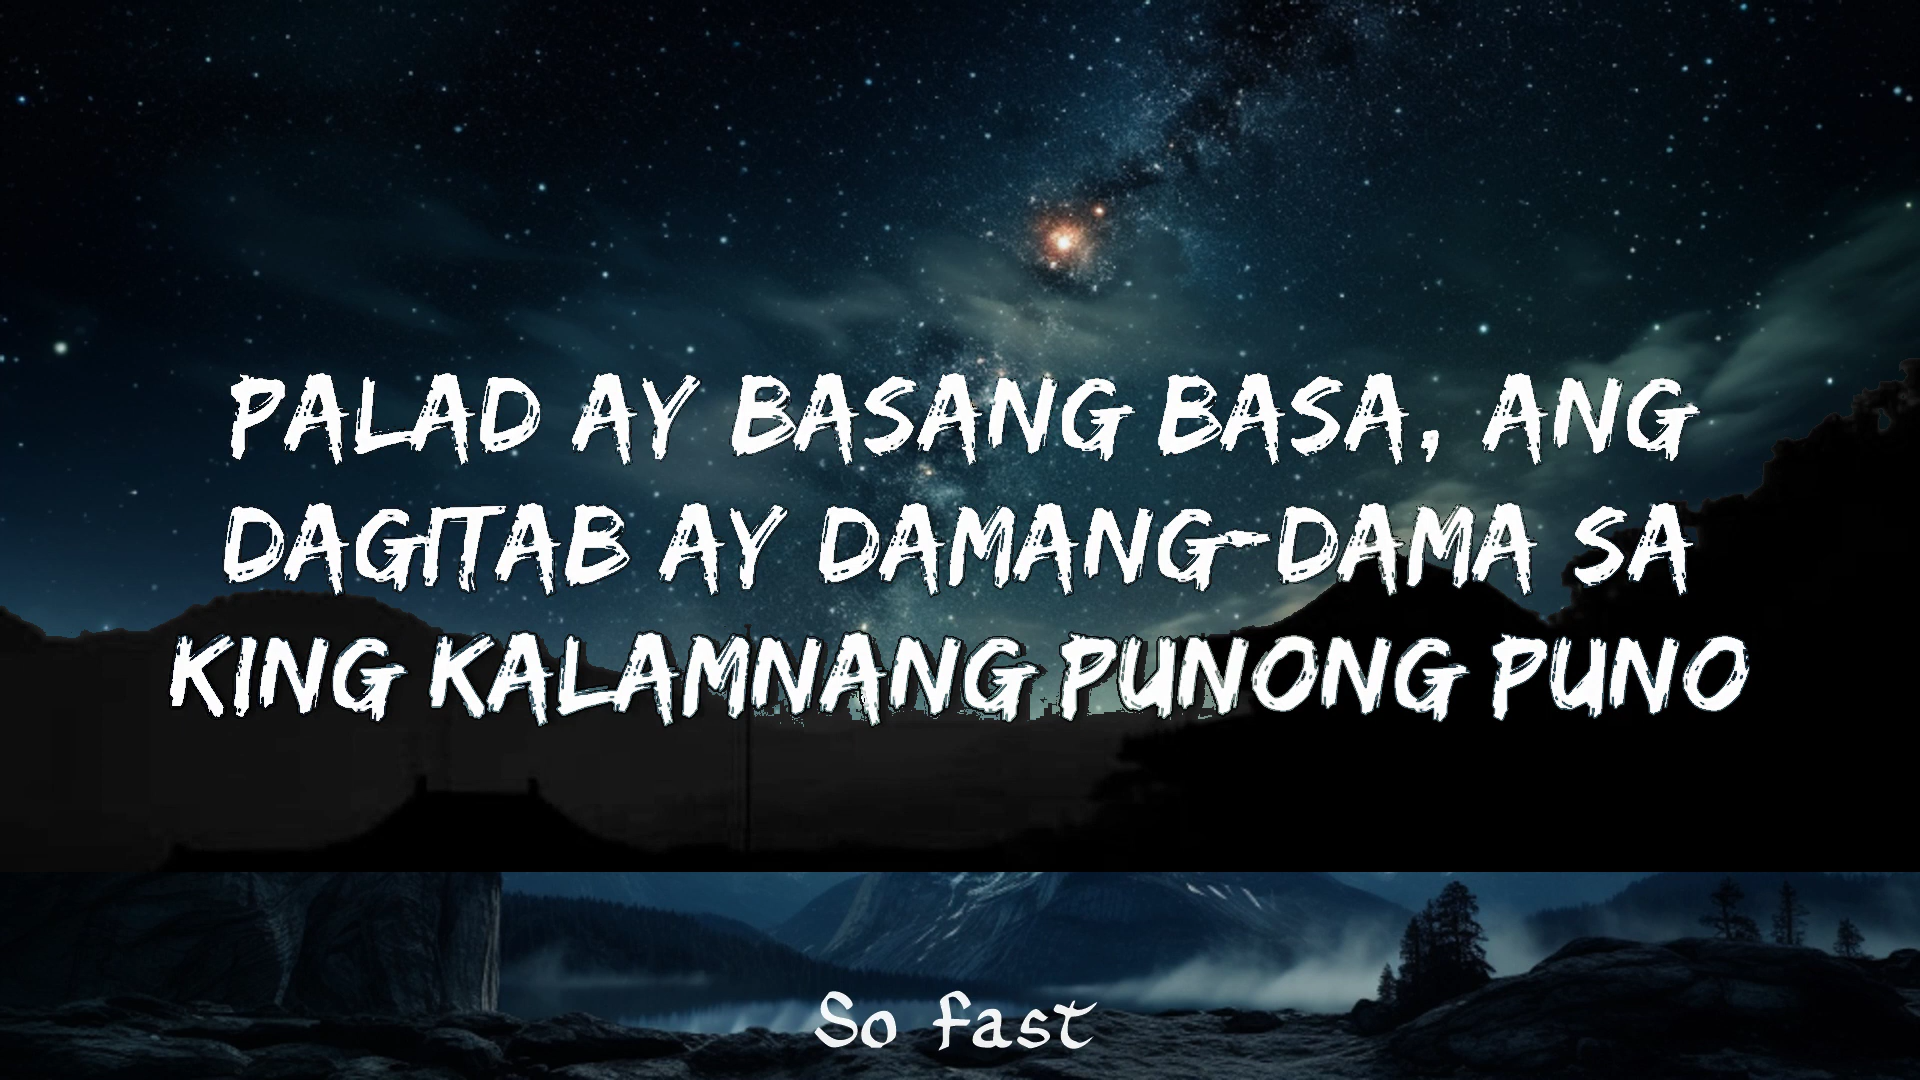 PALAD AY BASANG BASA, ANG
DAGITAB AY DAMANG-DAMA SA
KING KALAMNANG PUNONG PUNO
So fast